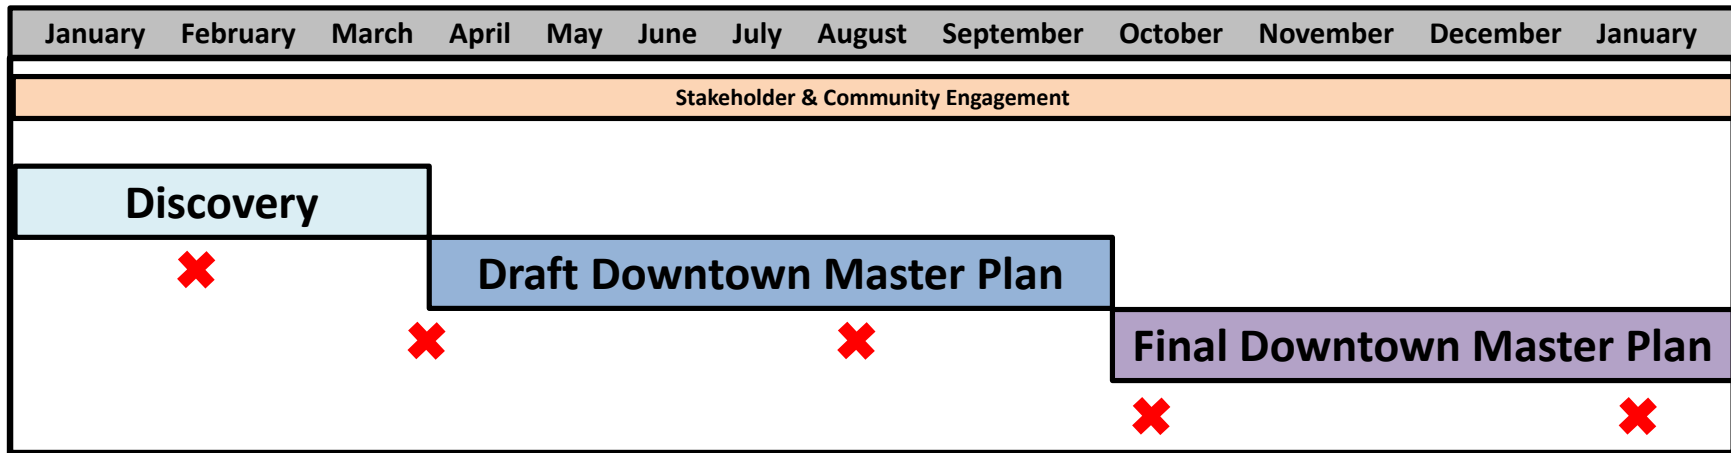 January February March April May June July August September October November December January
Stakeholder & Community Engagement
Discovery
Draft Downtown Master Plan
Final Downtown Master Plan